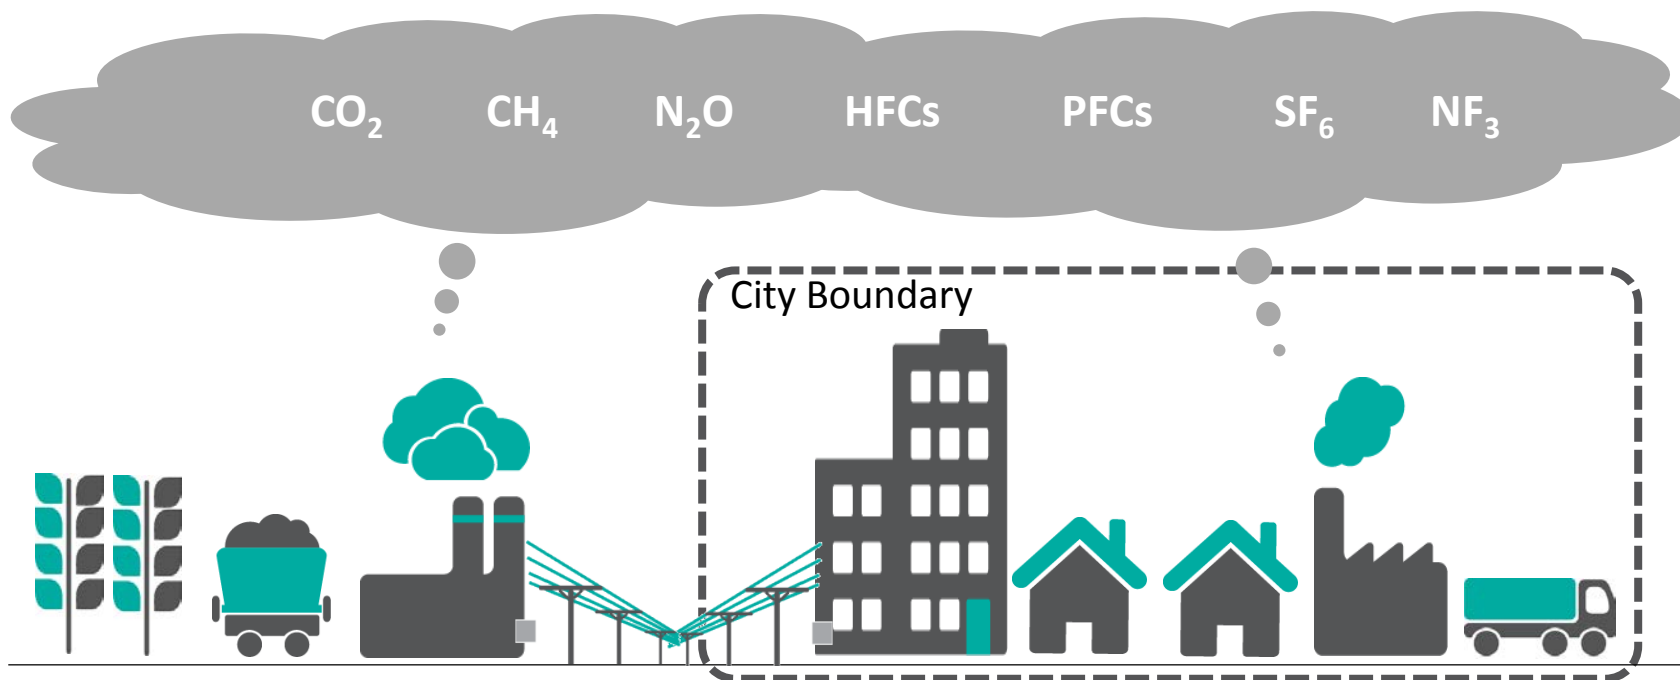 CO₂ CH₄ N₂O HFCs PFCs SF₆ NF₃
City Boundary